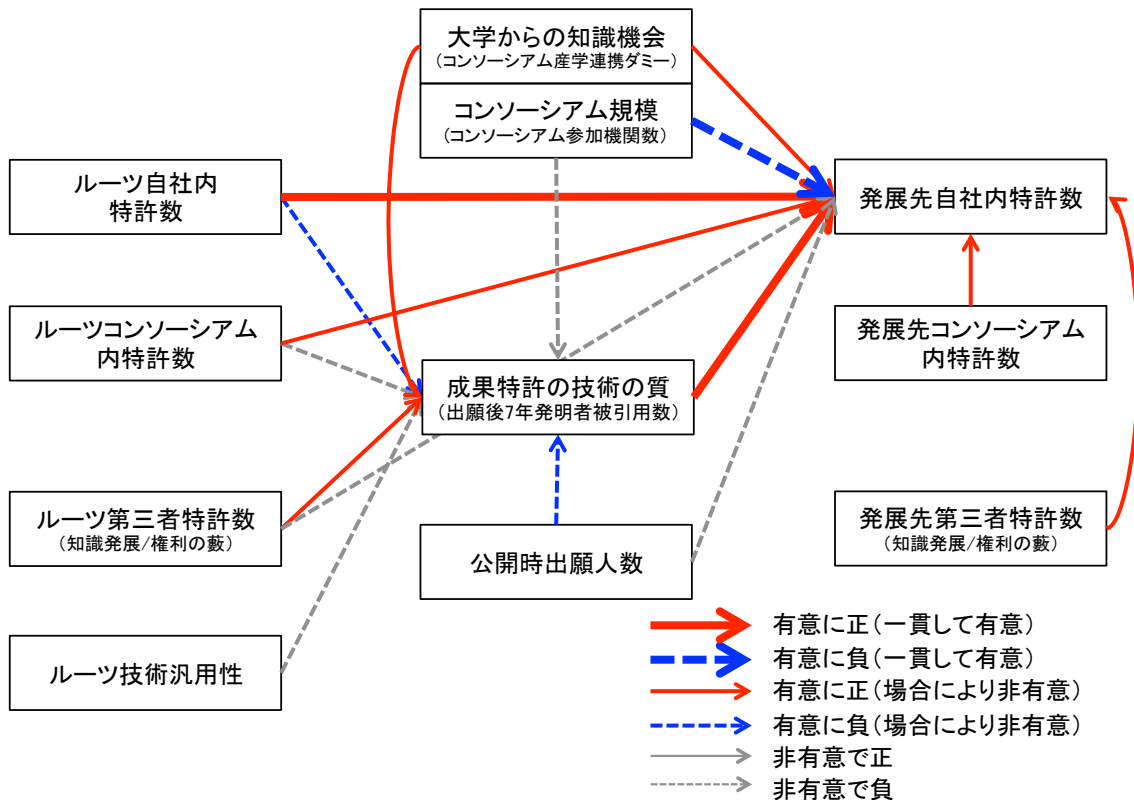 大学からの知識機会
（コンソーシアム産学連携ダミー）
コンソーシアム規模
（コンソーシアム参加機関数）
ルーツ自社内
特許数
発展先自社内特許数
ルーツコンソーシアム
内特許数
発展先コンソーシアム
内特許数
成果特許の技術の質
（出願後7年発明者被引用数）
ルーツ第三者特許数
（知識発展/権利の藪）
公開時出願人数
発展先第三者特許数
（知識発展/権利の藪）
ルーツ技術汎用性
有意に正（一貫して有意）
有意に負（一貫して有意）
有意に正（場合により非有意）
有意に負（場合により非有意）
非有意で正
非有意で負